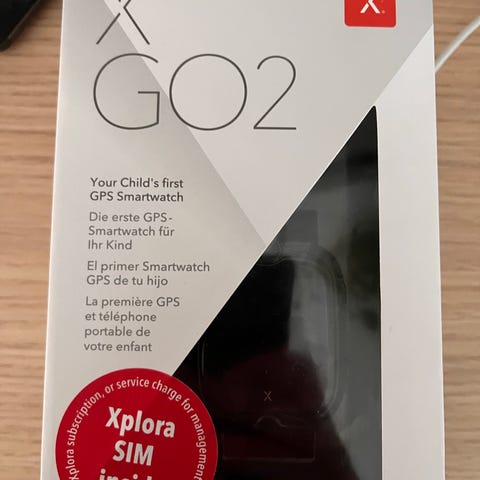 X
X
GO2
Your Child's first
GPS Smartwatch
Die erste GPS-
Smartwatch für
Ihr Kind
El primer Smartwatch
GPS de tu hijo
La première GPS
et téléphone
portable de
votre enfant
Xplora subscription, or service charge for management
Xplora
SIM
X